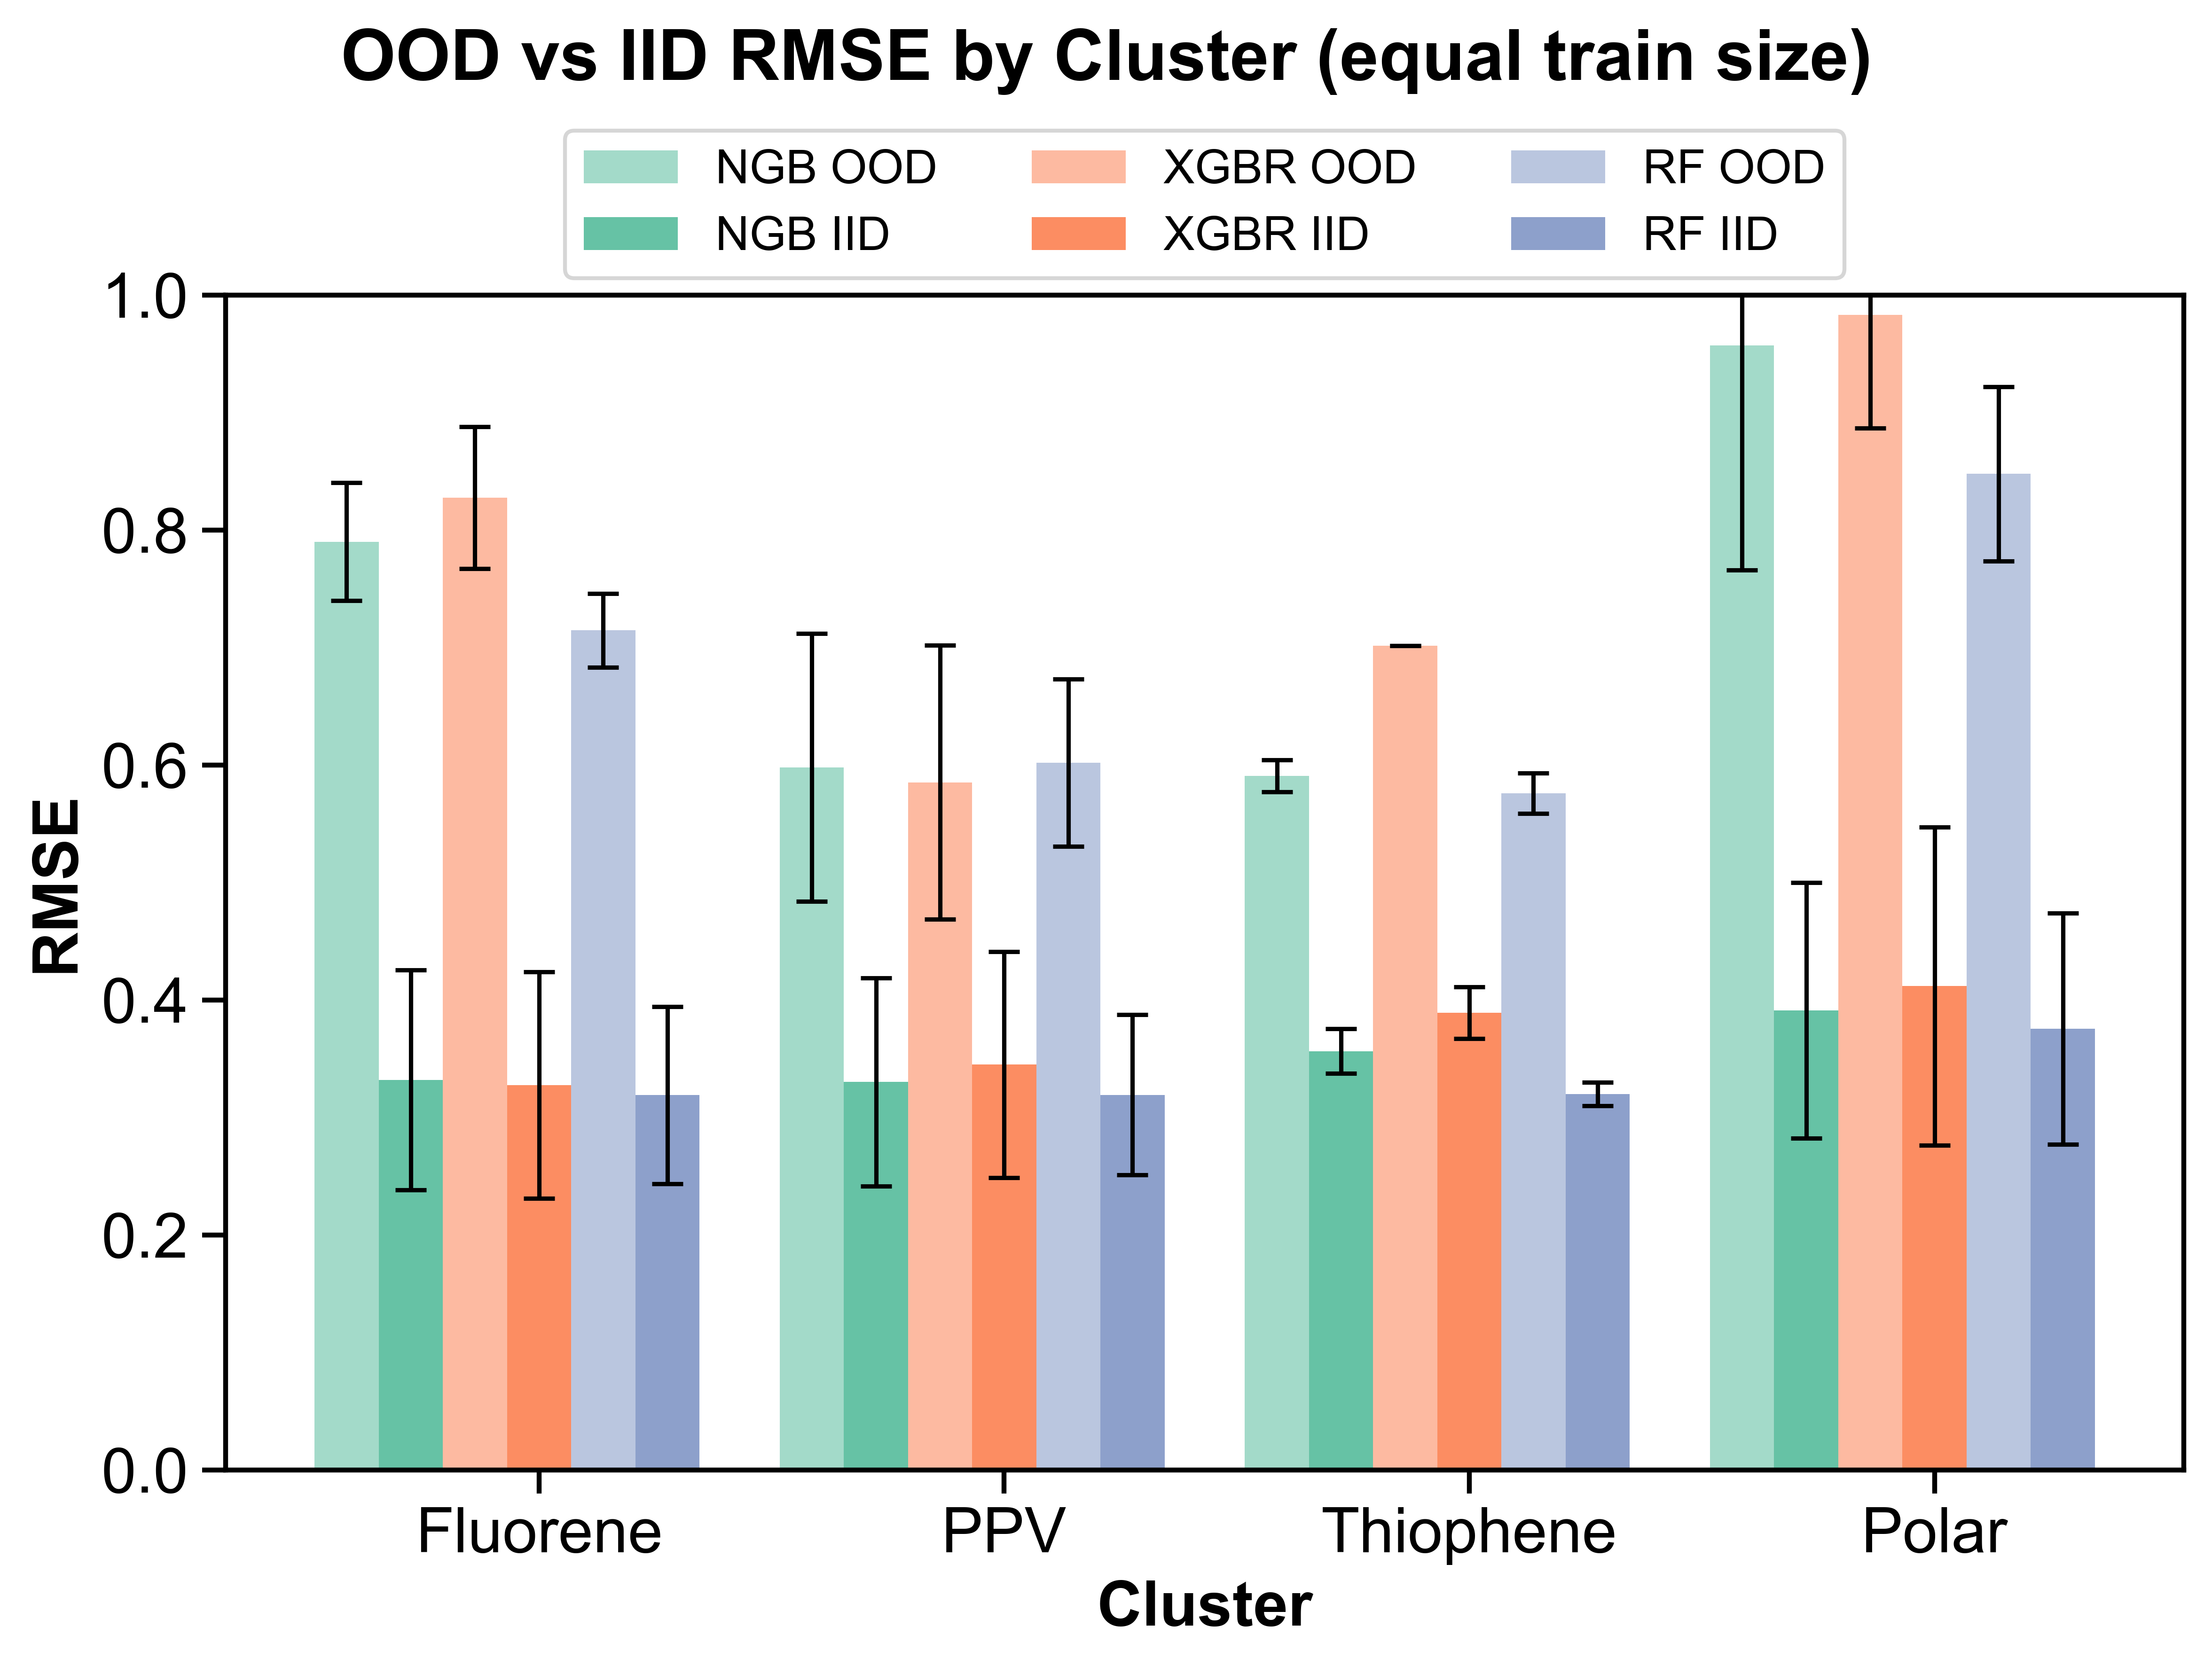 OOD vs IID RMSE by Cluster (equal train size)
NGB OOD XGBR OOD RF OOD
NGB IID XGBR IID RF IID
1.0
0.8
0.6
0.4
0.2
0.0
RMSE
Fluorene PPV Thiophene Polar
Cluster